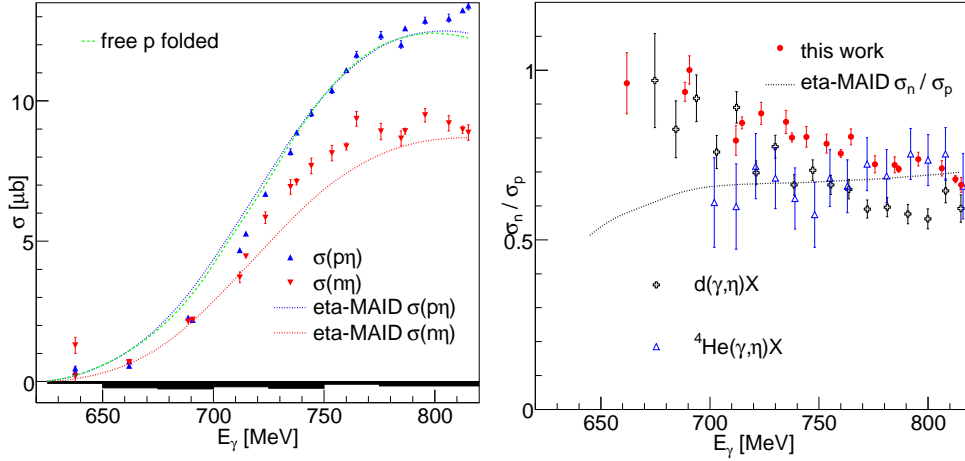 free p folded
10
5
0
σ [μb]
σ(pη)
σ(nη)
eta-MAID σ(pη)
eta-MAID σ(nη)
650 700 750 800
E_γ [MeV]
1
0.5
0
σ_n / σ_p
this work
eta-MAID σ_n / σ_p
d(γ,η)X
⁴He(γ,η)X
650 700 750 800
E_γ [MeV]